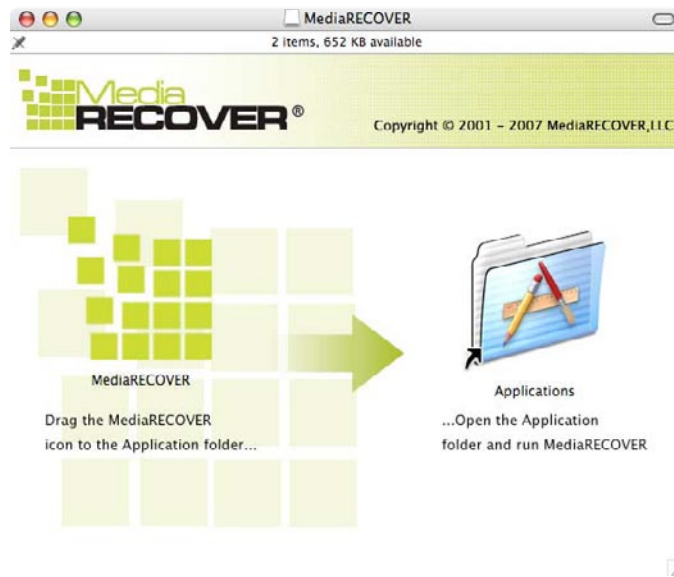 MediaRECOVER
2 items, 652 KB available
Media
RECOVER®
Copyright © 2001 – 2007 MediaRECOVER,LLC
MediaRECOVER
Applications
Drag the MediaRECOVER
icon to the Application folder...
...Open the Application
folder and run MediaRECOVER